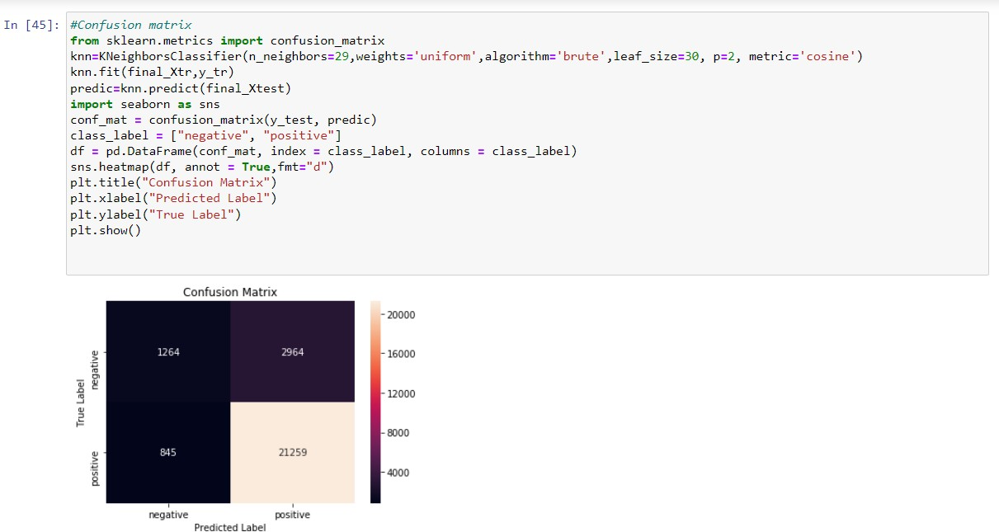 In [45]: #Confusion matrix
from sklearn.metrics import confusion_matrix
knn=KNeighborsClassifier(n_neighbors=29,weights='uniform',algorithm='brute',leaf_size=30, p=2, metric='cosine')
knn.fit(final_Xtr,y_tr)
predic=knn.predict(final_Xtest)
import seaborn as sns
conf_mat = confusion_matrix(y_test, predic)
class_label = ["negative", "positive"]
df = pd.DataFrame(conf_mat, index = class_label, columns = class_label)
sns.heatmap(df, annot = True,fmt="d")
plt.title("Confusion Matrix")
plt.xlabel("Predicted Label")
plt.ylabel("True Label")
plt.show()
Confusion Matrix
True Label
negative
positive
1264
2964
845
21259
negative
positive
Predicted Label
20000
16000
12000
8000
4000